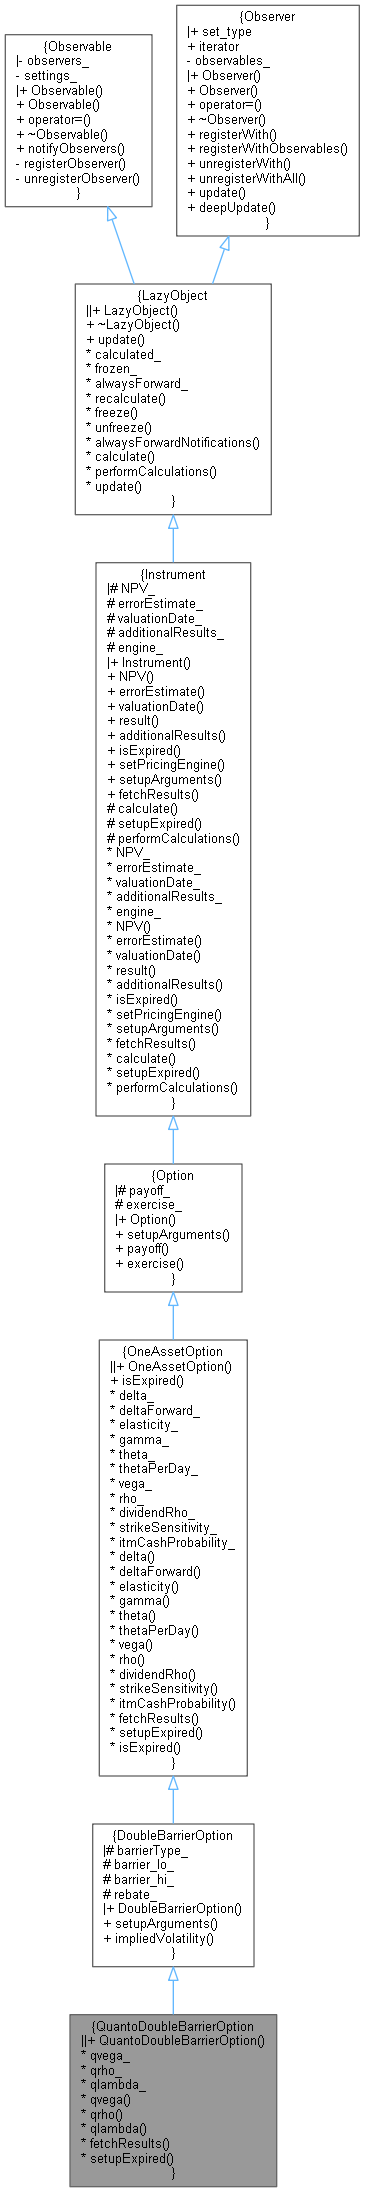 {Observable
|- observers_
- settings_
|+ Observable()
+ Observable()
+ operator=()
+ ~Observable()
+ notifyObservers()
- registerObserver()
- unregisterObserver()
}
{Observer
|+ set_type
+ iterator
- observables_
|+ Observer()
+ Observer()
+ operator=()
+ ~Observer()
+ registerWith()
+ registerWithObservables()
+ unregisterWith()
+ unregisterWithAll()
+ update()
+ deepUpdate()
}
{LazyObject
||+ LazyObject()
+ ~LazyObject()
+ update()
* calculated_
* frozen_
* alwaysForward_
* recalculate()
* freeze()
* unfreeze()
* alwaysForwardNotifications()
* calculate()
* performCalculations()
* update()
}
{Instrument
|# NPV_
# errorEstimate_
# valuationDate_
# additionalResults_
# engine_
|+ Instrument()
+ NPV()
+ errorEstimate()
+ valuationDate()
+ result()
+ additionalResults()
+ isExpired()
+ setPricingEngine()
+ setupArguments()
+ fetchResults()
# calculate()
# setupExpired()
# performCalculations()
* NPV_
* errorEstimate_
* valuationDate_
* additionalResults_
* engine_
* NPV()
* errorEstimate()
* valuationDate()
* result()
* additionalResults()
* isExpired()
* setPricingEngine()
* setupArguments()
* fetchResults()
* calculate()
* setupExpired()
* performCalculations()
}
{Option
|# payoff_
# exercise_
|+ Option()
+ setupArguments()
+ payoff()
+ exercise()
}
{OneAssetOption
||+ OneAssetOption()
+ isExpired()
* delta_
* deltaForward_
* elasticity_
* gamma_
* theta_
* thetaPerDay_
* vega_
* rho_
* dividendRho_
* strikeSensitivity_
* itmCashProbability_
* delta()
* deltaForward()
* elasticity()
* gamma()
* theta()
* thetaPerDay()
* vega()
* rho()
* dividendRho()
* strikeSensitivity()
* itmCashProbability()
* fetchResults()
* setupExpired()
* isExpired()
}
{DoubleBarrierOption
|# barrierType_
# barrier_lo_
# barrier_hi_
# rebate_
|+ DoubleBarrierOption()
+ setupArguments()
+ impliedVolatility()
}
{QuantoDoubleBarrierOption
||+ QuantoDoubleBarrierOption()
* qvega_
* qrho_
* qlambda_
* qvega()
* qrho()
* qlambda()
* fetchResults()
* setupExpired()
}